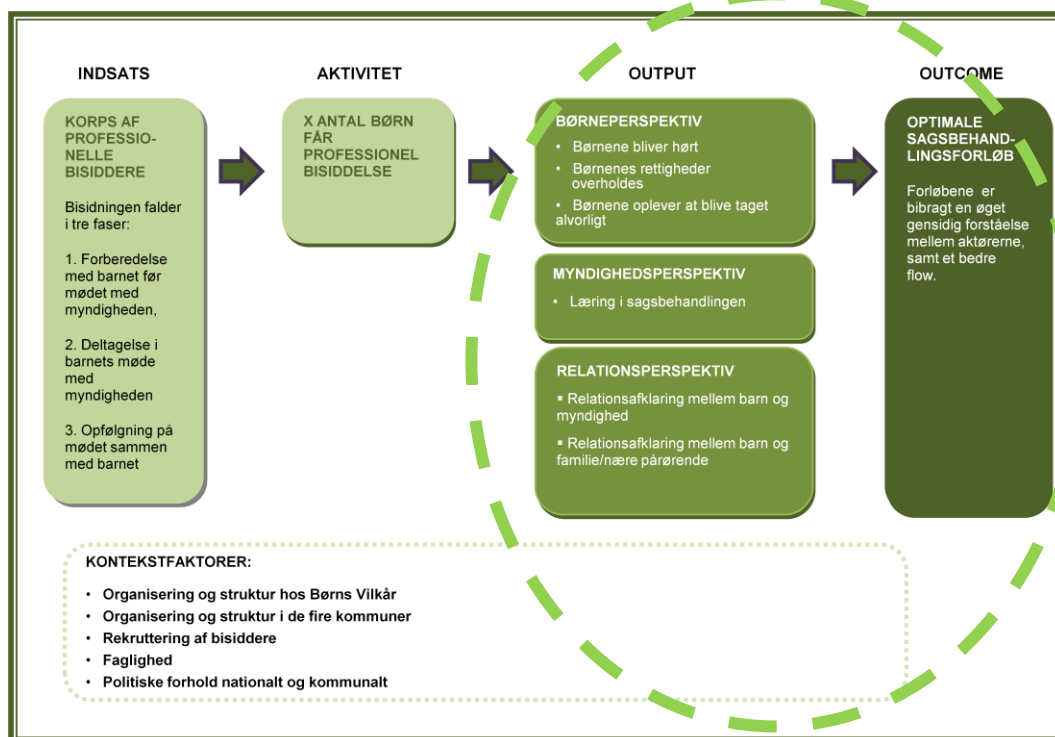 INDSATS
KORPS AF
PROFESSIO-
NELLE
BISIDDERE
Bisidningen falder
i tre faser:
1. Forberedelse
med barnet før
mødet med
myndigheden,
2. Deltagelse i
barnets møde
med
myndigheden
3. Opfølgning på
mødet sammen
med barnet
AKTIVITET
X ANTAL BØRN
FÅR
PROFESSIONEL
BISIDDELSE
OUTPUT
BØRNEPERSPEKTIV
• Børnene bliver hørt
• Børnenes rettigheder
overholdes
• Børnene oplever at blive taget
alvorligt
MYNDIGHEDSPERSPEKTIV
• Læring i sagsbehandlingen
RELATIONSPERSPEKTIV
▪ Relationsafklaring mellem barn og
myndighed
▪ Relationsafklaring mellem barn og
familie/nære pårørende
OUTCOME
OPTIMALE
SAGSBEHAND-
LINGSFORLØB
Forløbene er
bibragt en øget
gensidig forståelse
mellem aktørerne,
samt et bedre
flow.
KONTEKSTFAKTORER:
• Organisering og struktur hos Børns Vilkår
• Organisering og struktur i de fire kommuner
• Rekruttering af bisiddere
• Faglighed
• Politiske forhold nationalt og kommunalt